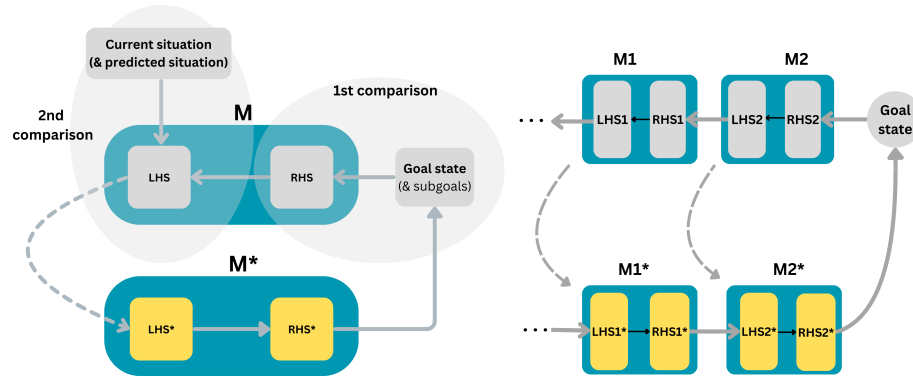 Current situation
(& predicted situation)
2nd
comparison
M
1st comparison
LHS
RHS
Goal state
(& subgoals)
M*
LHS*
RHS*
M1
M2
...
LHS1
RHS1
LHS2
RHS2
Goal
state
M1*
M2*
...
LHS1*
RHS1*
LHS2*
RHS2*